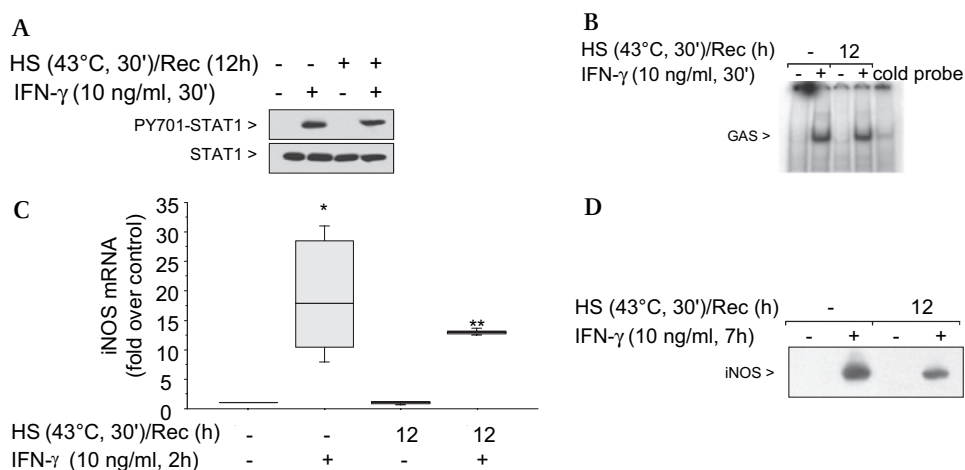 A
HS (43°C, 30')/Rec (12h) - - + +
IFN-γ (10 ng/ml, 30') - + - +
PY701-STAT1 >
STAT1 >
B
HS (43°C, 30')/Rec (h) - 12
IFN-γ (10 ng/ml, 30') - + - + cold probe
GAS >
C
iNOS mRNA
(fold over control)
35
30
25
20
15
10
5
0
*
**
HS (43°C, 30')/Rec (h) - - 12 12
IFN-γ (10 ng/ml, 2h) - + - +
D
HS (43°C, 30')/Rec (h) - 12
IFN-γ (10 ng/ml, 7h) - + - +
iNOS >